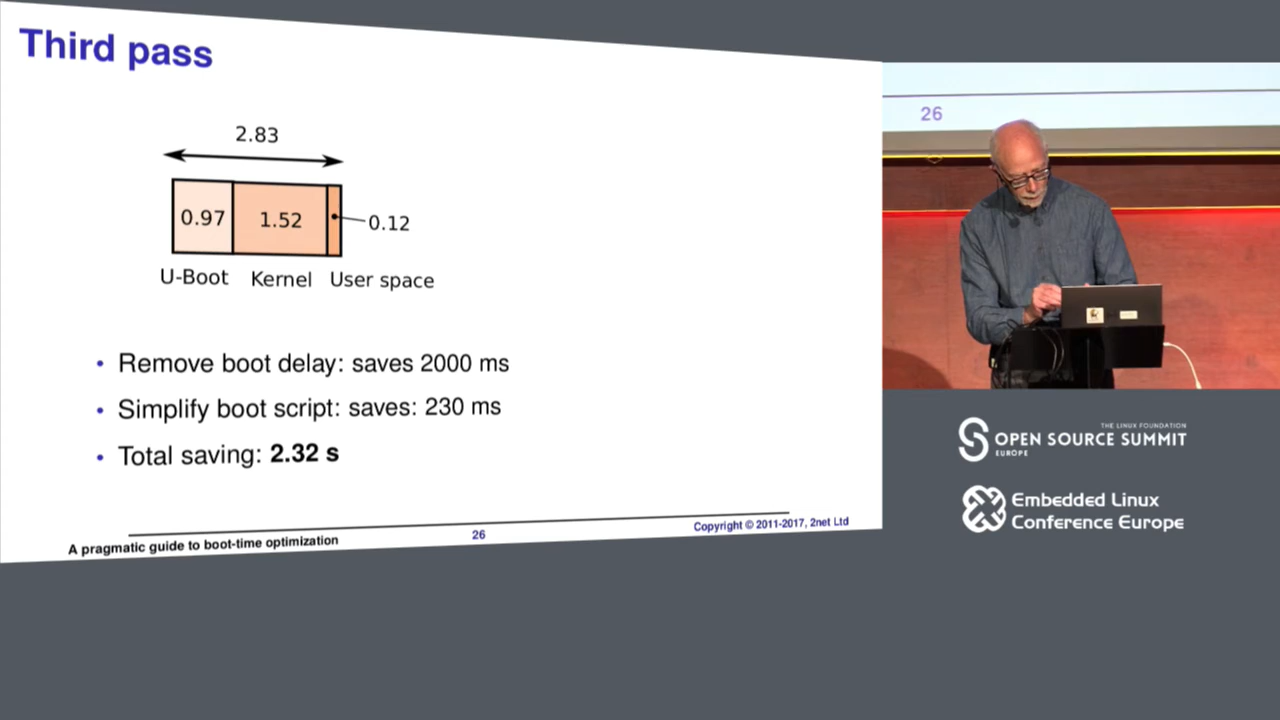 Third pass
2.83
0.97
1.52
0.12
U-Boot
Kernel
User space
• Remove boot delay: saves 2000 ms
• Simplify boot script: saves: 230 ms
• Total saving: 2.32 s
A pragmatic guide to boot-time optimization
26
Copyright © 2011-2017, 2net Ltd
26
THE LINUX FOUNDATION
OPEN SOURCE SUMMIT
EUROPE
Embedded Linux
Conference Europe